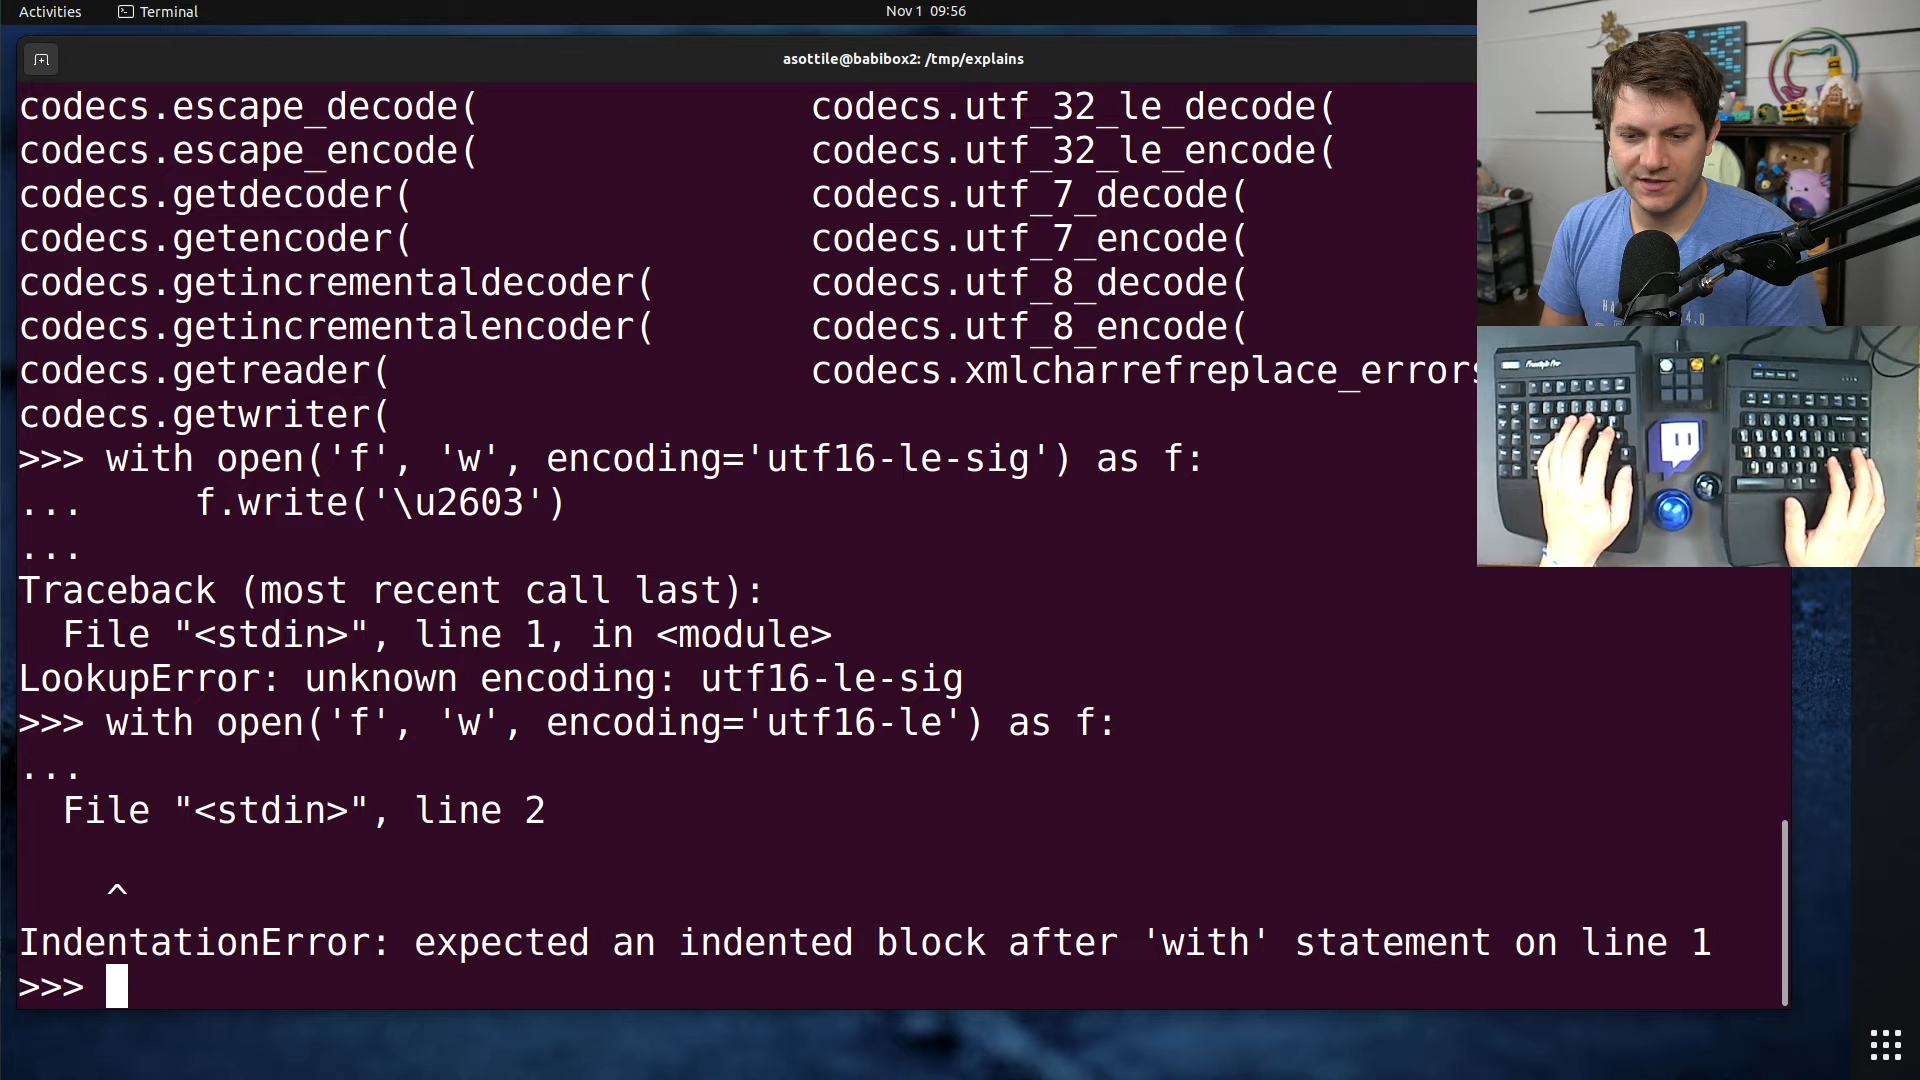 Activities
Terminal
Nov 1 09:56
asottile@babibox2: /tmp/explains
codecs.escape_decode( codecs.utf_32_le_decode(
codecs.escape_encode( codecs.utf_32_le_encode(
codecs.getdecoder( codecs.utf_7_decode(
codecs.getencoder( codecs.utf_7_encode(
codecs.getincrementaldecoder( codecs.utf_8_decode(
codecs.getincrementalencoder( codecs.utf_8_encode(
codecs.getreader( codecs.xmlcharrefreplace_errors
codecs.getwriter(
>>> with open('f', 'w', encoding='utf16-le-sig') as f:
...     f.write('\u2603')
...
Traceback (most recent call last):
  File "<stdin>", line 1, in <module>
LookupError: unknown encoding: utf16-le-sig
>>> with open('f', 'w', encoding='utf16-le') as f:
...
  File "<stdin>", line 2
    ^
IndentationError: expected an indented block after 'with' statement on line 1
>>>
Freestyle Pro